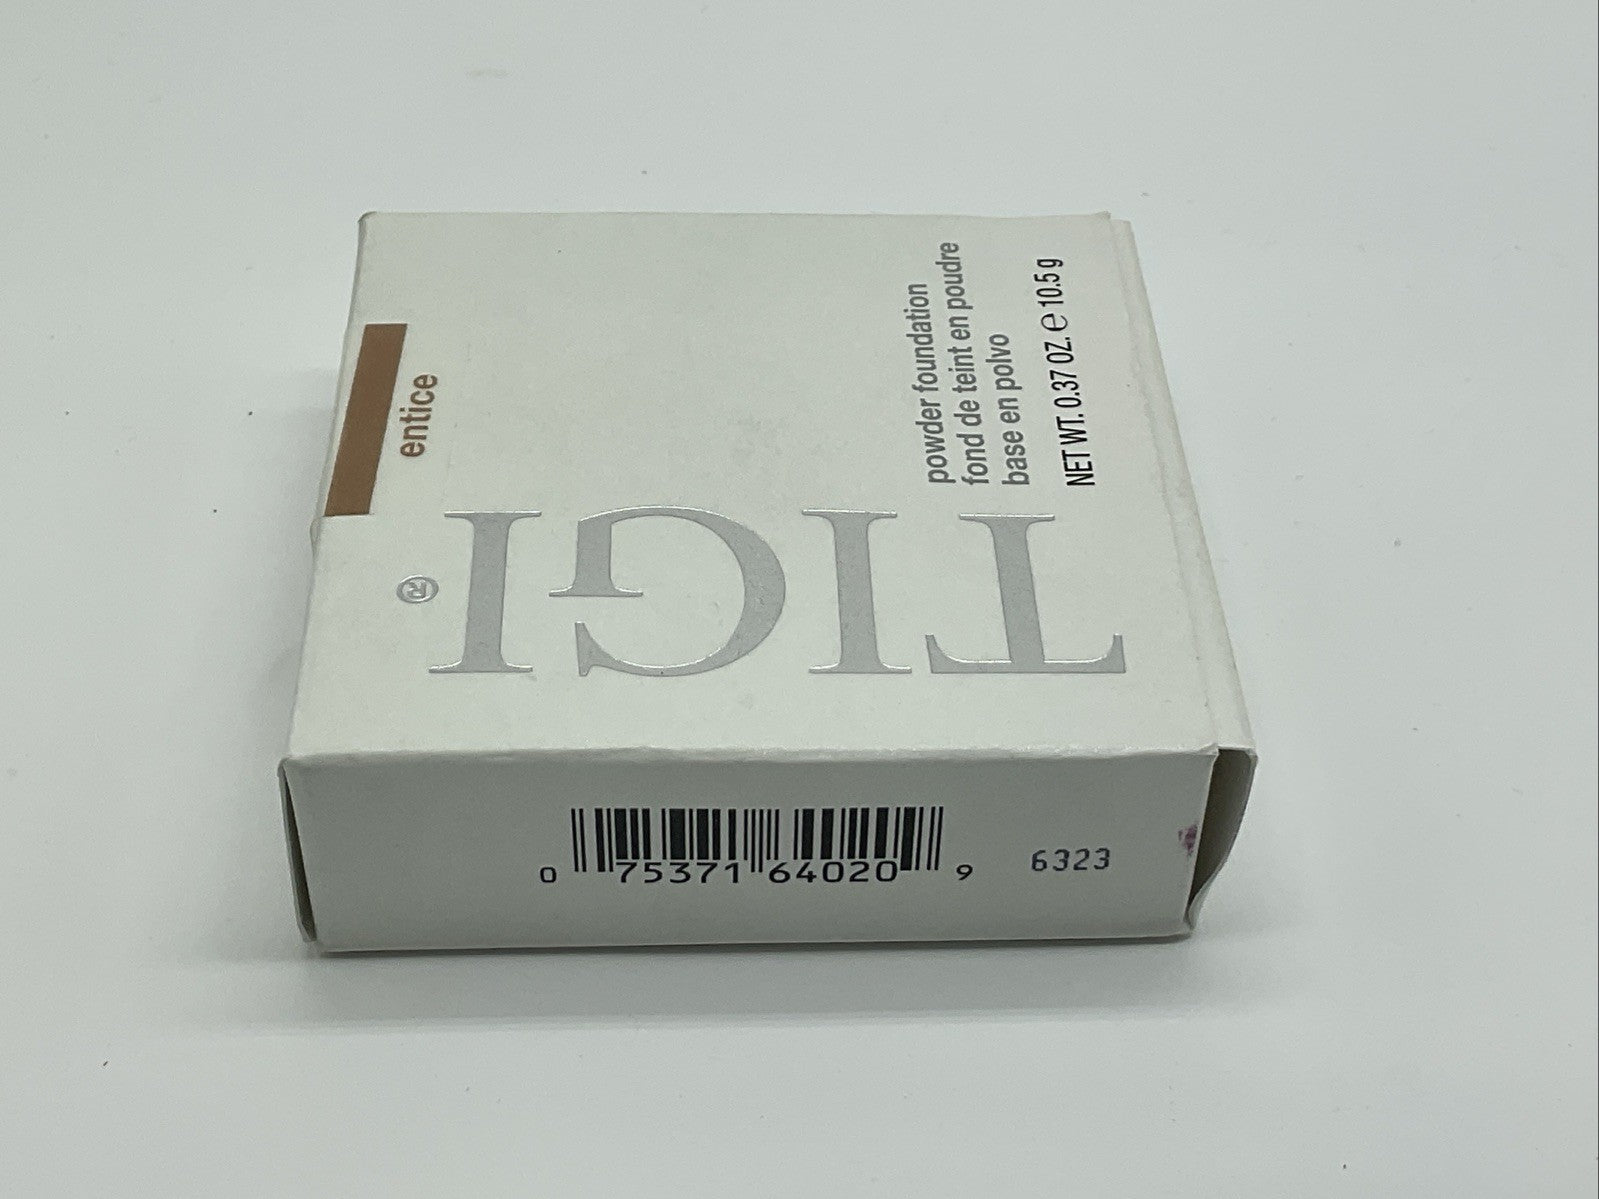 entice
TIGI®
powder foundation
fond de teint en poudre
base en polvo
NET WT. 0.37 OZ. ℮ 10.5 g
0 75371 64020 9
6323